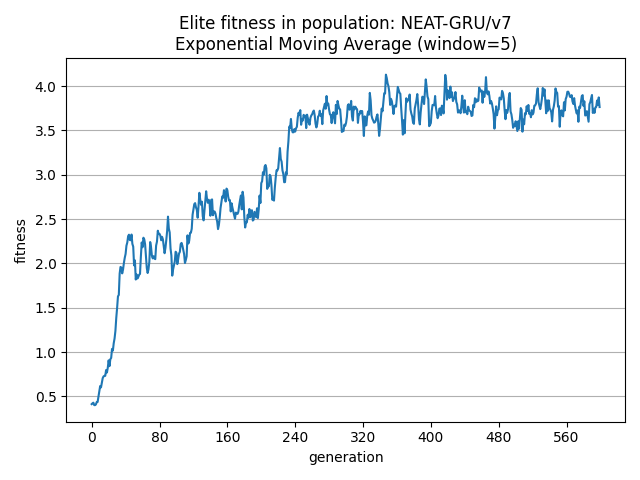 Elite fitness in population: NEAT-GRU/v7
Exponential Moving Average (window=5)
fitness
4.0
3.5
3.0
2.5
2.0
1.5
1.0
0.5
0 80 160 240 320 400 480 560
generation